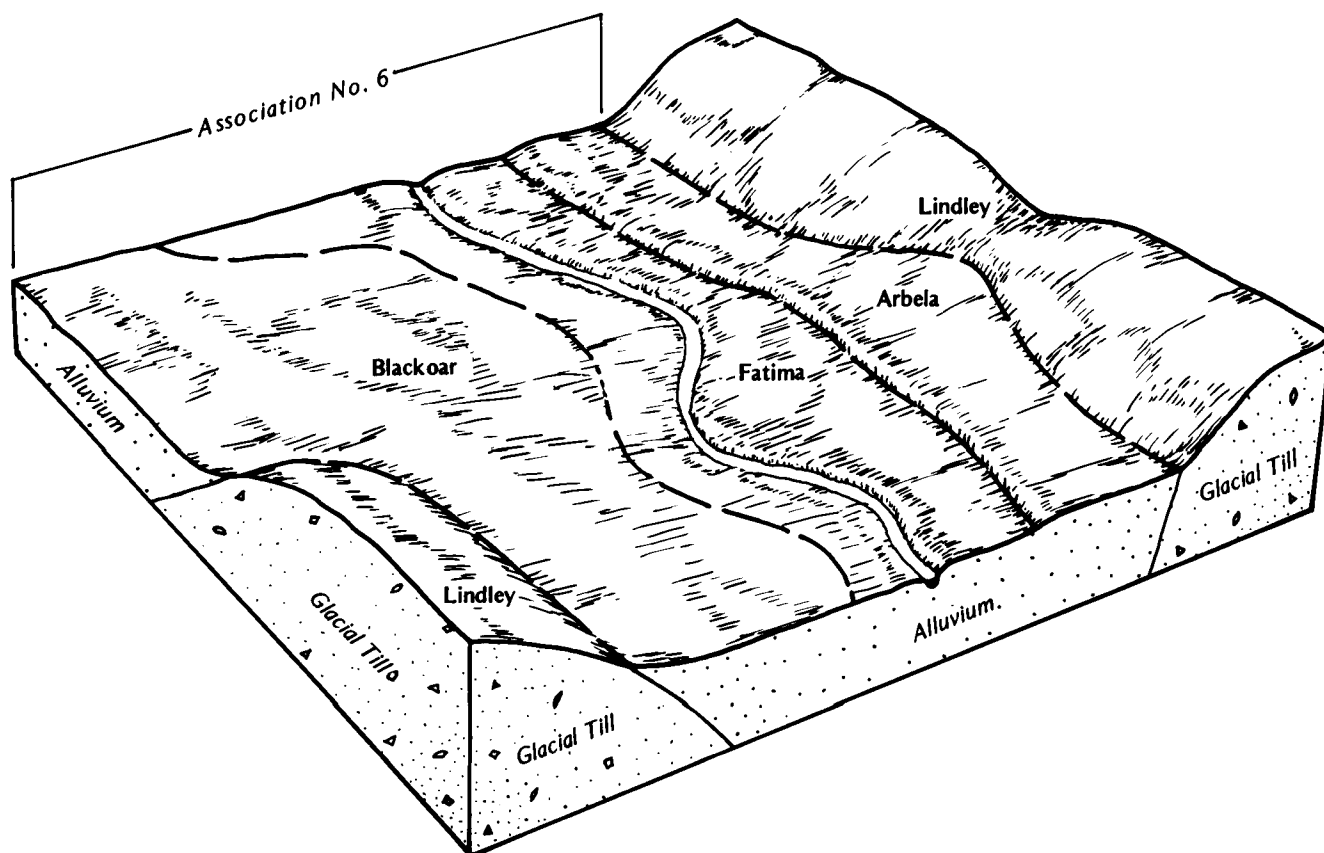 Association No. 6
Lindley
Arbela
Blackoar
Fatima
Alluvium
Glacial Till
Lindley
Glacial Till
Alluvium
Glacial Till